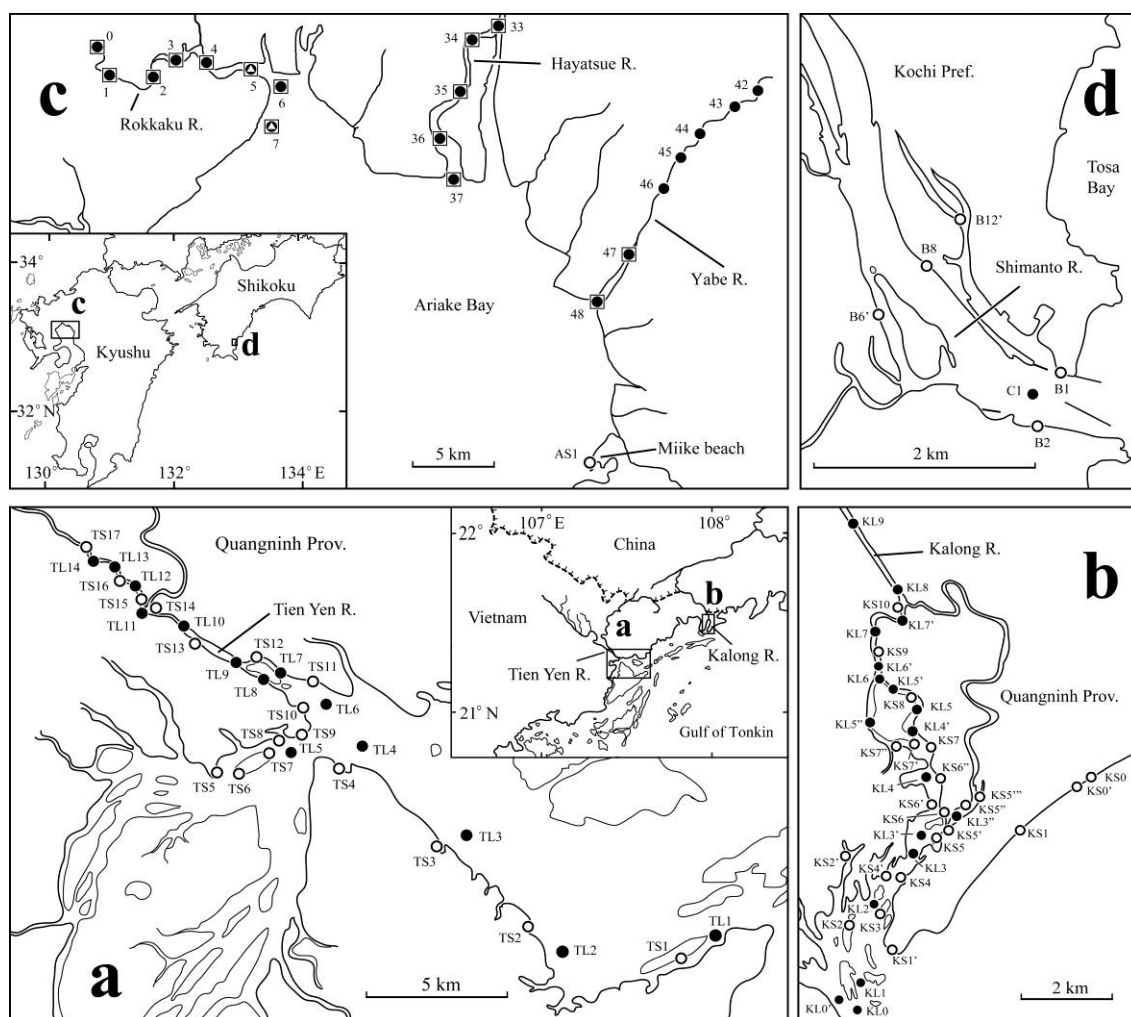 0
1
2
3
4
5
6
7
c
Rokkaku R.
33
34
Hayatsue R.
35
36
37
42
43
44
45
46
47
48
Yabe R.
Ariake Bay
AS1
Miike beach
5 km
34°
32° N
130°
132°
134° E
c
d
Shikoku
Kyushu
Kochi Pref.
d
Tosa
Bay
B12'
B8
Shimanto R.
B6'
C1
B1
B2
2 km
TS17
Quangninh Prov.
TL14
TL13
TS16
TL12
TS15
TS14
TL11
TL10
Tien Yen R.
TS13
TS12
TL9
TL7
TS11
TL8
TL6
TS10
TS9
TS8
TL5
TL4
TS7
TS5
TS6
TS4
TL3
TS3
TS2
TL2
TS1
TL1
a
5 km
107° E
108°
22°
21° N
China
Vietnam
b
a
Tien Yen R.
Kalong R.
Gulf of Tonkin
KL9
Kalong R.
b
KL8
KS10
KL7'
KL7
KS9
KL6'
KL6
KL5'
Quangninh Prov.
KS8
KL5
KL5"
KL4'
KS7"
KS7
KS7'
KS6"
KL4
KS0
KS0'
KS5'"
KS6'
KS5"
KS6
KL3"
KL3'
KS5'
KS1
KS5
KS2'
KL3
KS4'
KS4
KL2
KS2
KS3
KS1'
KL1
KL0'
KL0
2 km